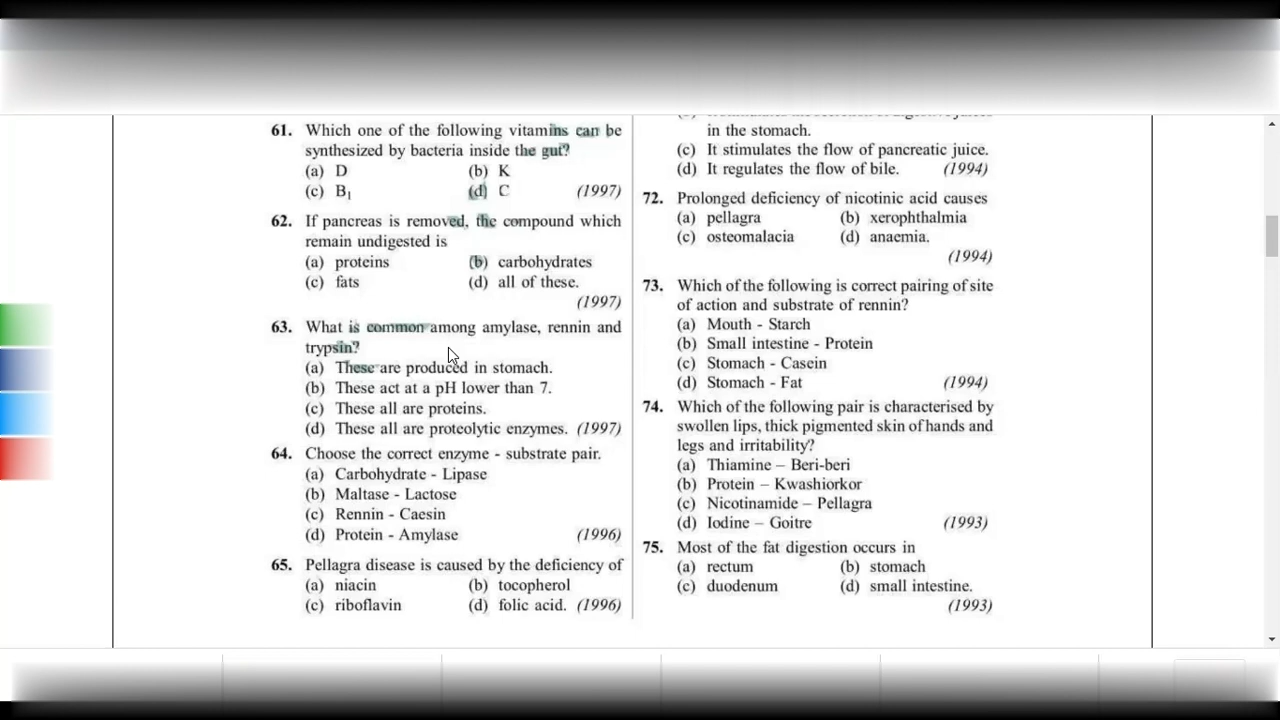 61. Which one of the following vitamins can be
synthesized by bacteria inside the gut?
(a) D (b) K
(c) B₁ (d) C (1997)
62. If pancreas is removed, the compound which
remain undigested is
(a) proteins (b) carbohydrates
(c) fats (d) all of these.
(1997)
63. What is common among amylase, rennin and
trypsin?
(a) These are produced in stomach.
(b) These act at a pH lower than 7.
(c) These all are proteins.
(d) These all are proteolytic enzymes. (1997)
64. Choose the correct enzyme - substrate pair.
(a) Carbohydrate - Lipase
(b) Maltase - Lactose
(c) Rennin - Caesin
(d) Protein - Amylase (1996)
65. Pellagra disease is caused by the deficiency of
(a) niacin (b) tocopherol
(c) riboflavin (d) folic acid. (1996)
in the stomach.
(c) It stimulates the flow of pancreatic juice.
(d) It regulates the flow of bile. (1994)
72. Prolonged deficiency of nicotinic acid causes
(a) pellagra (b) xerophthalmia
(c) osteomalacia (d) anaemia.
(1994)
73. Which of the following is correct pairing of site
of action and substrate of rennin?
(a) Mouth - Starch
(b) Small intestine - Protein
(c) Stomach - Casein
(d) Stomach - Fat (1994)
74. Which of the following pair is characterised by
swollen lips, thick pigmented skin of hands and
legs and irritability?
(a) Thiamine – Beri-beri
(b) Protein – Kwashiorkor
(c) Nicotinamide – Pellagra
(d) Iodine – Goitre (1993)
75. Most of the fat digestion occurs in
(a) rectum (b) stomach
(c) duodenum (d) small intestine.
(1993)